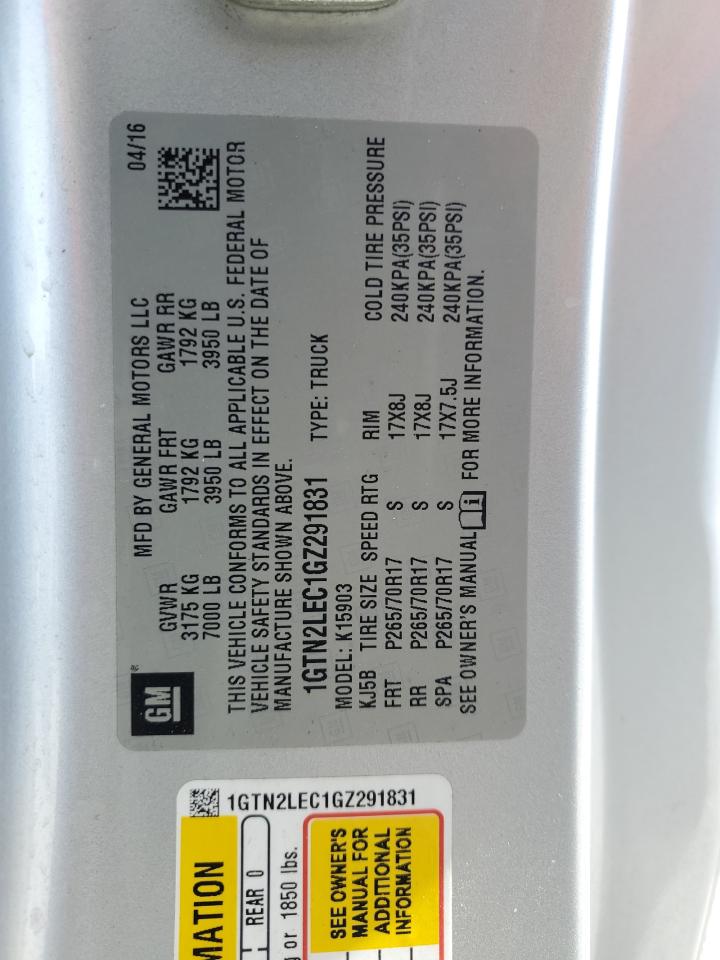 GM
MFD BY GENERAL MOTORS LLC 04/16
GVWR GAWR FRT GAWR RR
3175 KG 1792 KG 1792 KG
7000 LB 3950 LB 3950 LB
THIS VEHICLE CONFORMS TO ALL APPLICABLE U.S. FEDERAL MOTOR
VEHICLE SAFETY STANDARDS IN EFFECT ON THE DATE OF
MANUFACTURE SHOWN ABOVE.
1GTN2LEC1GZ291831 TYPE: TRUCK
MODEL: K15903
KJ5B TIRE SIZE SPEED RTG RIM COLD TIRE PRESSURE
FRT P265/70R17 S 17X8J 240KPA(35PSI)
RR P265/70R17 S 17X8J 240KPA(35PSI)
SPA P265/70R17 S 17X7.5J 240KPA(35PSI)
SEE OWNER'S MANUAL FOR MORE INFORMATION.
1GTN2LEC1GZ291831
MATION
REAR 0
g or 1850 lbs.
SEE OWNER'S
MANUAL FOR
ADDITIONAL
INFORMATION